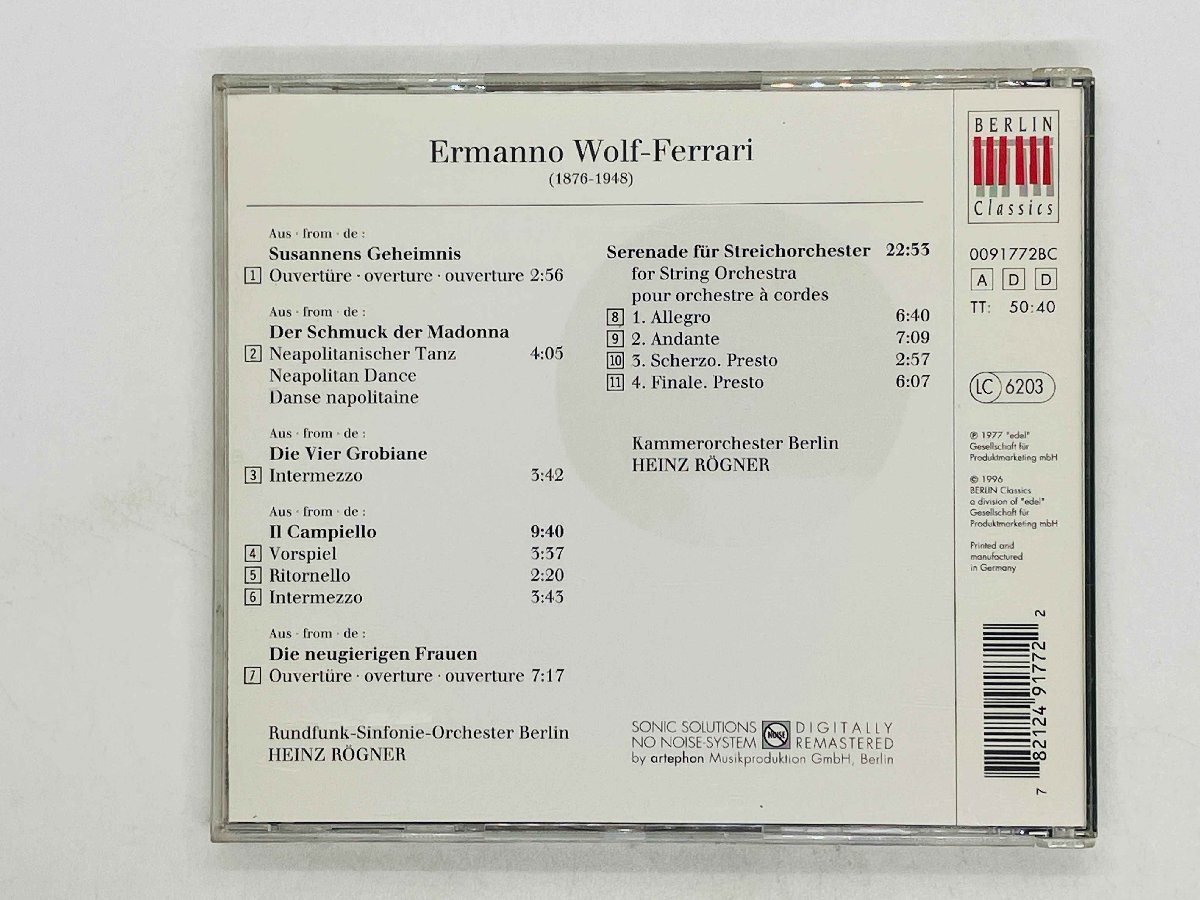 Ermanno Wolf-Ferrari
(1876-1948)
Aus · from · de :
Susannens Geheimnis
1 Ouvertüre · overture · ouverture 2:56
Aus · from · de :
Der Schmuck der Madonna
2 Neapolitanischer Tanz 4:05
Neapolitan Dance
Danse napolitaine
Aus · from · de :
Die Vier Grobiane
3 Intermezzo 3:42
Aus · from · de :
Il Campiello 9:40
4 Vorspiel 3:37
5 Ritornello 2:20
6 Intermezzo 3:43
Aus · from · de :
Die neugierigen Frauen
7 Ouvertüre · overture · ouverture 7:17
Rundfunk-Sinfonie-Orchester Berlin
HEINZ RÖGNER
Serenade für Streichorchester 22:53
for String Orchestra
pour orchestre à cordes
8 1. Allegro 6:40
9 2. Andante 7:09
10 3. Scherzo. Presto 2:57
11 4. Finale. Presto 6:07
Kammerorchester Berlin
HEINZ RÖGNER
SONIC SOLUTIONS NOISE DIGITALLY
NO NOISE-SYSTEM REMASTERED
by artephon Musikproduktion GmbH, Berlin
BERLIN
Classics
0091772BC
A D D
TT: 50:40
LC 6203
℗ 1977 "edel"
Gesellschaft für
Produktmarketing mbH
© 1996
BERLIN Classics
a division of "edel"
Gesellschaft für
Produktmarketing mbH
Printed and
manufactured
in Germany
7 82124 91772 2